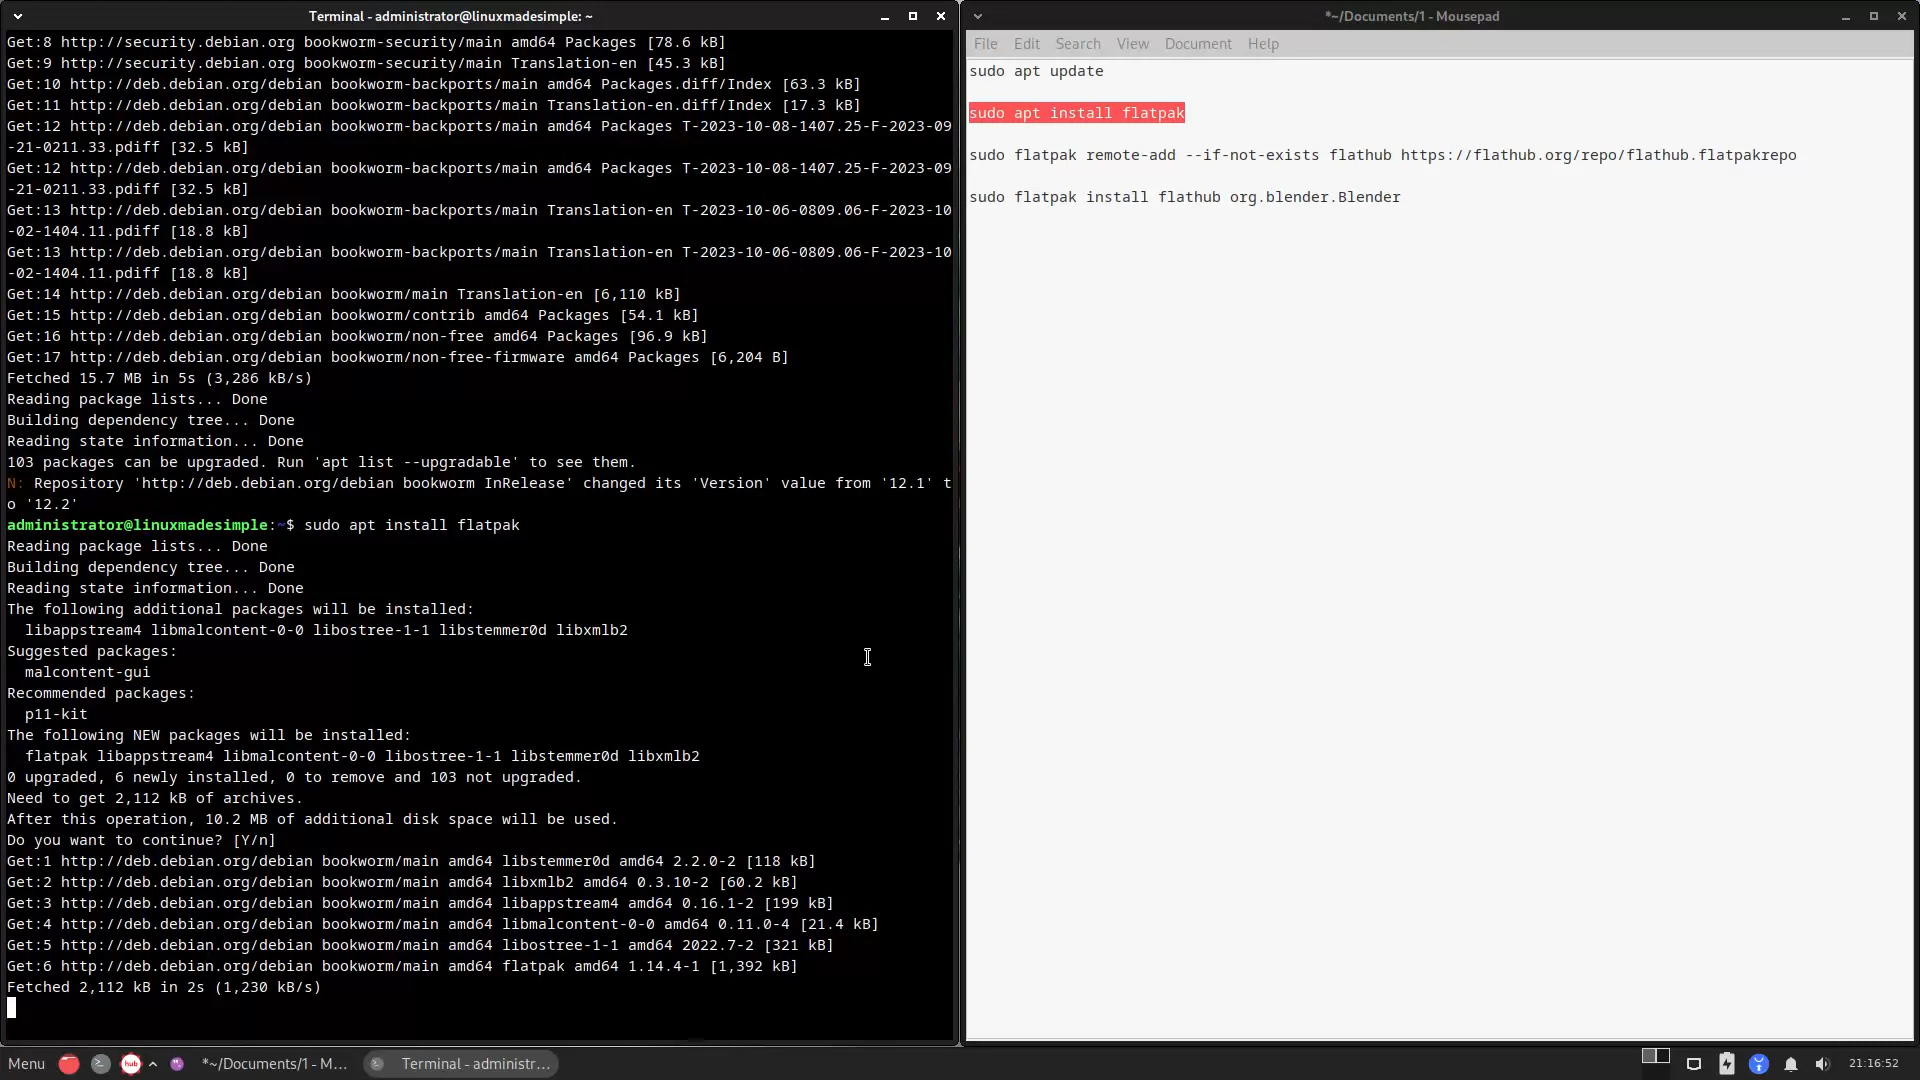 Terminal - administrator@linuxmadesimple: ~
Get:8 http://security.debian.org bookworm-security/main amd64 Packages [78.6 kB]
Get:9 http://security.debian.org bookworm-security/main Translation-en [45.3 kB]
Get:10 http://deb.debian.org/debian bookworm-backports/main amd64 Packages.diff/Index [63.3 kB]
Get:11 http://deb.debian.org/debian bookworm-backports/main Translation-en.diff/Index [17.3 kB]
Get:12 http://deb.debian.org/debian bookworm-backports/main amd64 Packages T-2023-10-08-1407.25-F-2023-09
-21-0211.33.pdiff [32.5 kB]
Get:12 http://deb.debian.org/debian bookworm-backports/main amd64 Packages T-2023-10-08-1407.25-F-2023-09
-21-0211.33.pdiff [32.5 kB]
Get:13 http://deb.debian.org/debian bookworm-backports/main Translation-en T-2023-10-06-0809.06-F-2023-10
-02-1404.11.pdiff [18.8 kB]
Get:13 http://deb.debian.org/debian bookworm-backports/main Translation-en T-2023-10-06-0809.06-F-2023-10
-02-1404.11.pdiff [18.8 kB]
Get:14 http://deb.debian.org/debian bookworm/main Translation-en [6,110 kB]
Get:15 http://deb.debian.org/debian bookworm/contrib amd64 Packages [54.1 kB]
Get:16 http://deb.debian.org/debian bookworm/non-free amd64 Packages [96.9 kB]
Get:17 http://deb.debian.org/debian bookworm/non-free-firmware amd64 Packages [6,204 B]
Fetched 15.7 MB in 5s (3,286 kB/s)
Reading package lists... Done
Building dependency tree... Done
Reading state information... Done
103 packages can be upgraded. Run 'apt list --upgradable' to see them.
N: Repository 'http://deb.debian.org/debian bookworm InRelease' changed its 'Version' value from '12.1' t
o '12.2'
administrator@linuxmadesimple:~$ sudo apt install flatpak
Reading package lists... Done
Building dependency tree... Done
Reading state information... Done
The following additional packages will be installed:
libappstream4 libmalcontent-0-0 libostree-1-1 libstemmer0d libxmlb2
Suggested packages:
malcontent-gui
Recommended packages:
p11-kit
The following NEW packages will be installed:
flatpak libappstream4 libmalcontent-0-0 libostree-1-1 libstemmer0d libxmlb2
0 upgraded, 6 newly installed, 0 to remove and 103 not upgraded.
Need to get 2,112 kB of archives.
After this operation, 10.2 MB of additional disk space will be used.
Do you want to continue? [Y/n]
Get:1 http://deb.debian.org/debian bookworm/main amd64 libstemmer0d amd64 2.2.0-2 [118 kB]
Get:2 http://deb.debian.org/debian bookworm/main amd64 libxmlb2 amd64 0.3.10-2 [60.2 kB]
Get:3 http://deb.debian.org/debian bookworm/main amd64 libappstream4 amd64 0.16.1-2 [199 kB]
Get:4 http://deb.debian.org/debian bookworm/main amd64 libmalcontent-0-0 amd64 0.11.0-4 [21.4 kB]
Get:5 http://deb.debian.org/debian bookworm/main amd64 libostree-1-1 amd64 2022.7-2 [321 kB]
Get:6 http://deb.debian.org/debian bookworm/main amd64 flatpak amd64 1.14.4-1 [1,392 kB]
Fetched 2,112 kB in 2s (1,230 kB/s)
*~/Documents/1 - Mousepad
File Edit Search View Document Help
sudo apt update
sudo apt install flatpak
sudo flatpak remote-add --if-not-exists flathub https://flathub.org/repo/flathub.flatpakrepo
sudo flatpak install flathub org.blender.Blender
Menu hub *~/Documents/1 - M... Terminal - administr... 21:16:52